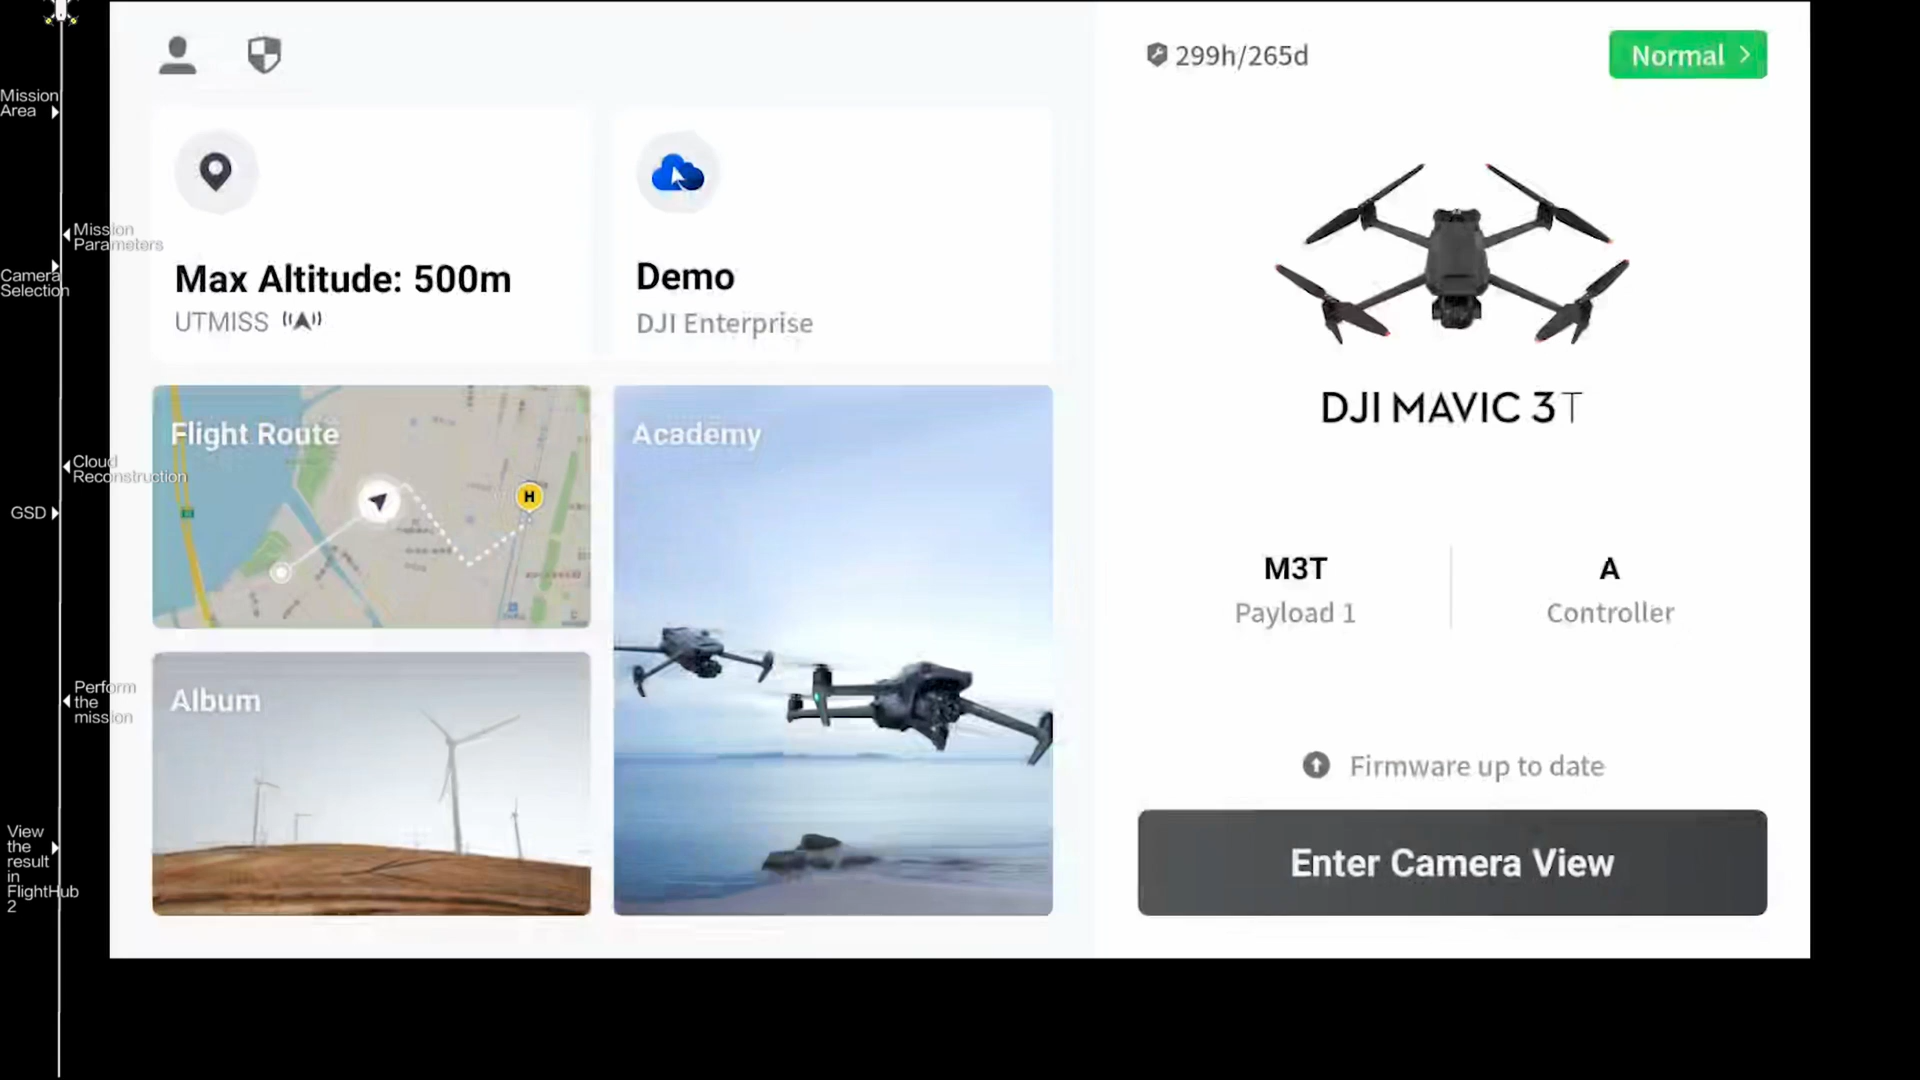 Mission
Area
Mission
Parameters
Camera
Selection
Cloud
Reconstruction
GSD
Perform
the
mission
View
the
result
in
FlightHub
2
299h/265d
Normal
Max Altitude: 500m
UTMISS
Demo
DJI Enterprise
Flight Route
H
Academy
Album
DJI MAVIC 3T
M3T
Payload 1
A
Controller
Firmware up to date
Enter Camera View